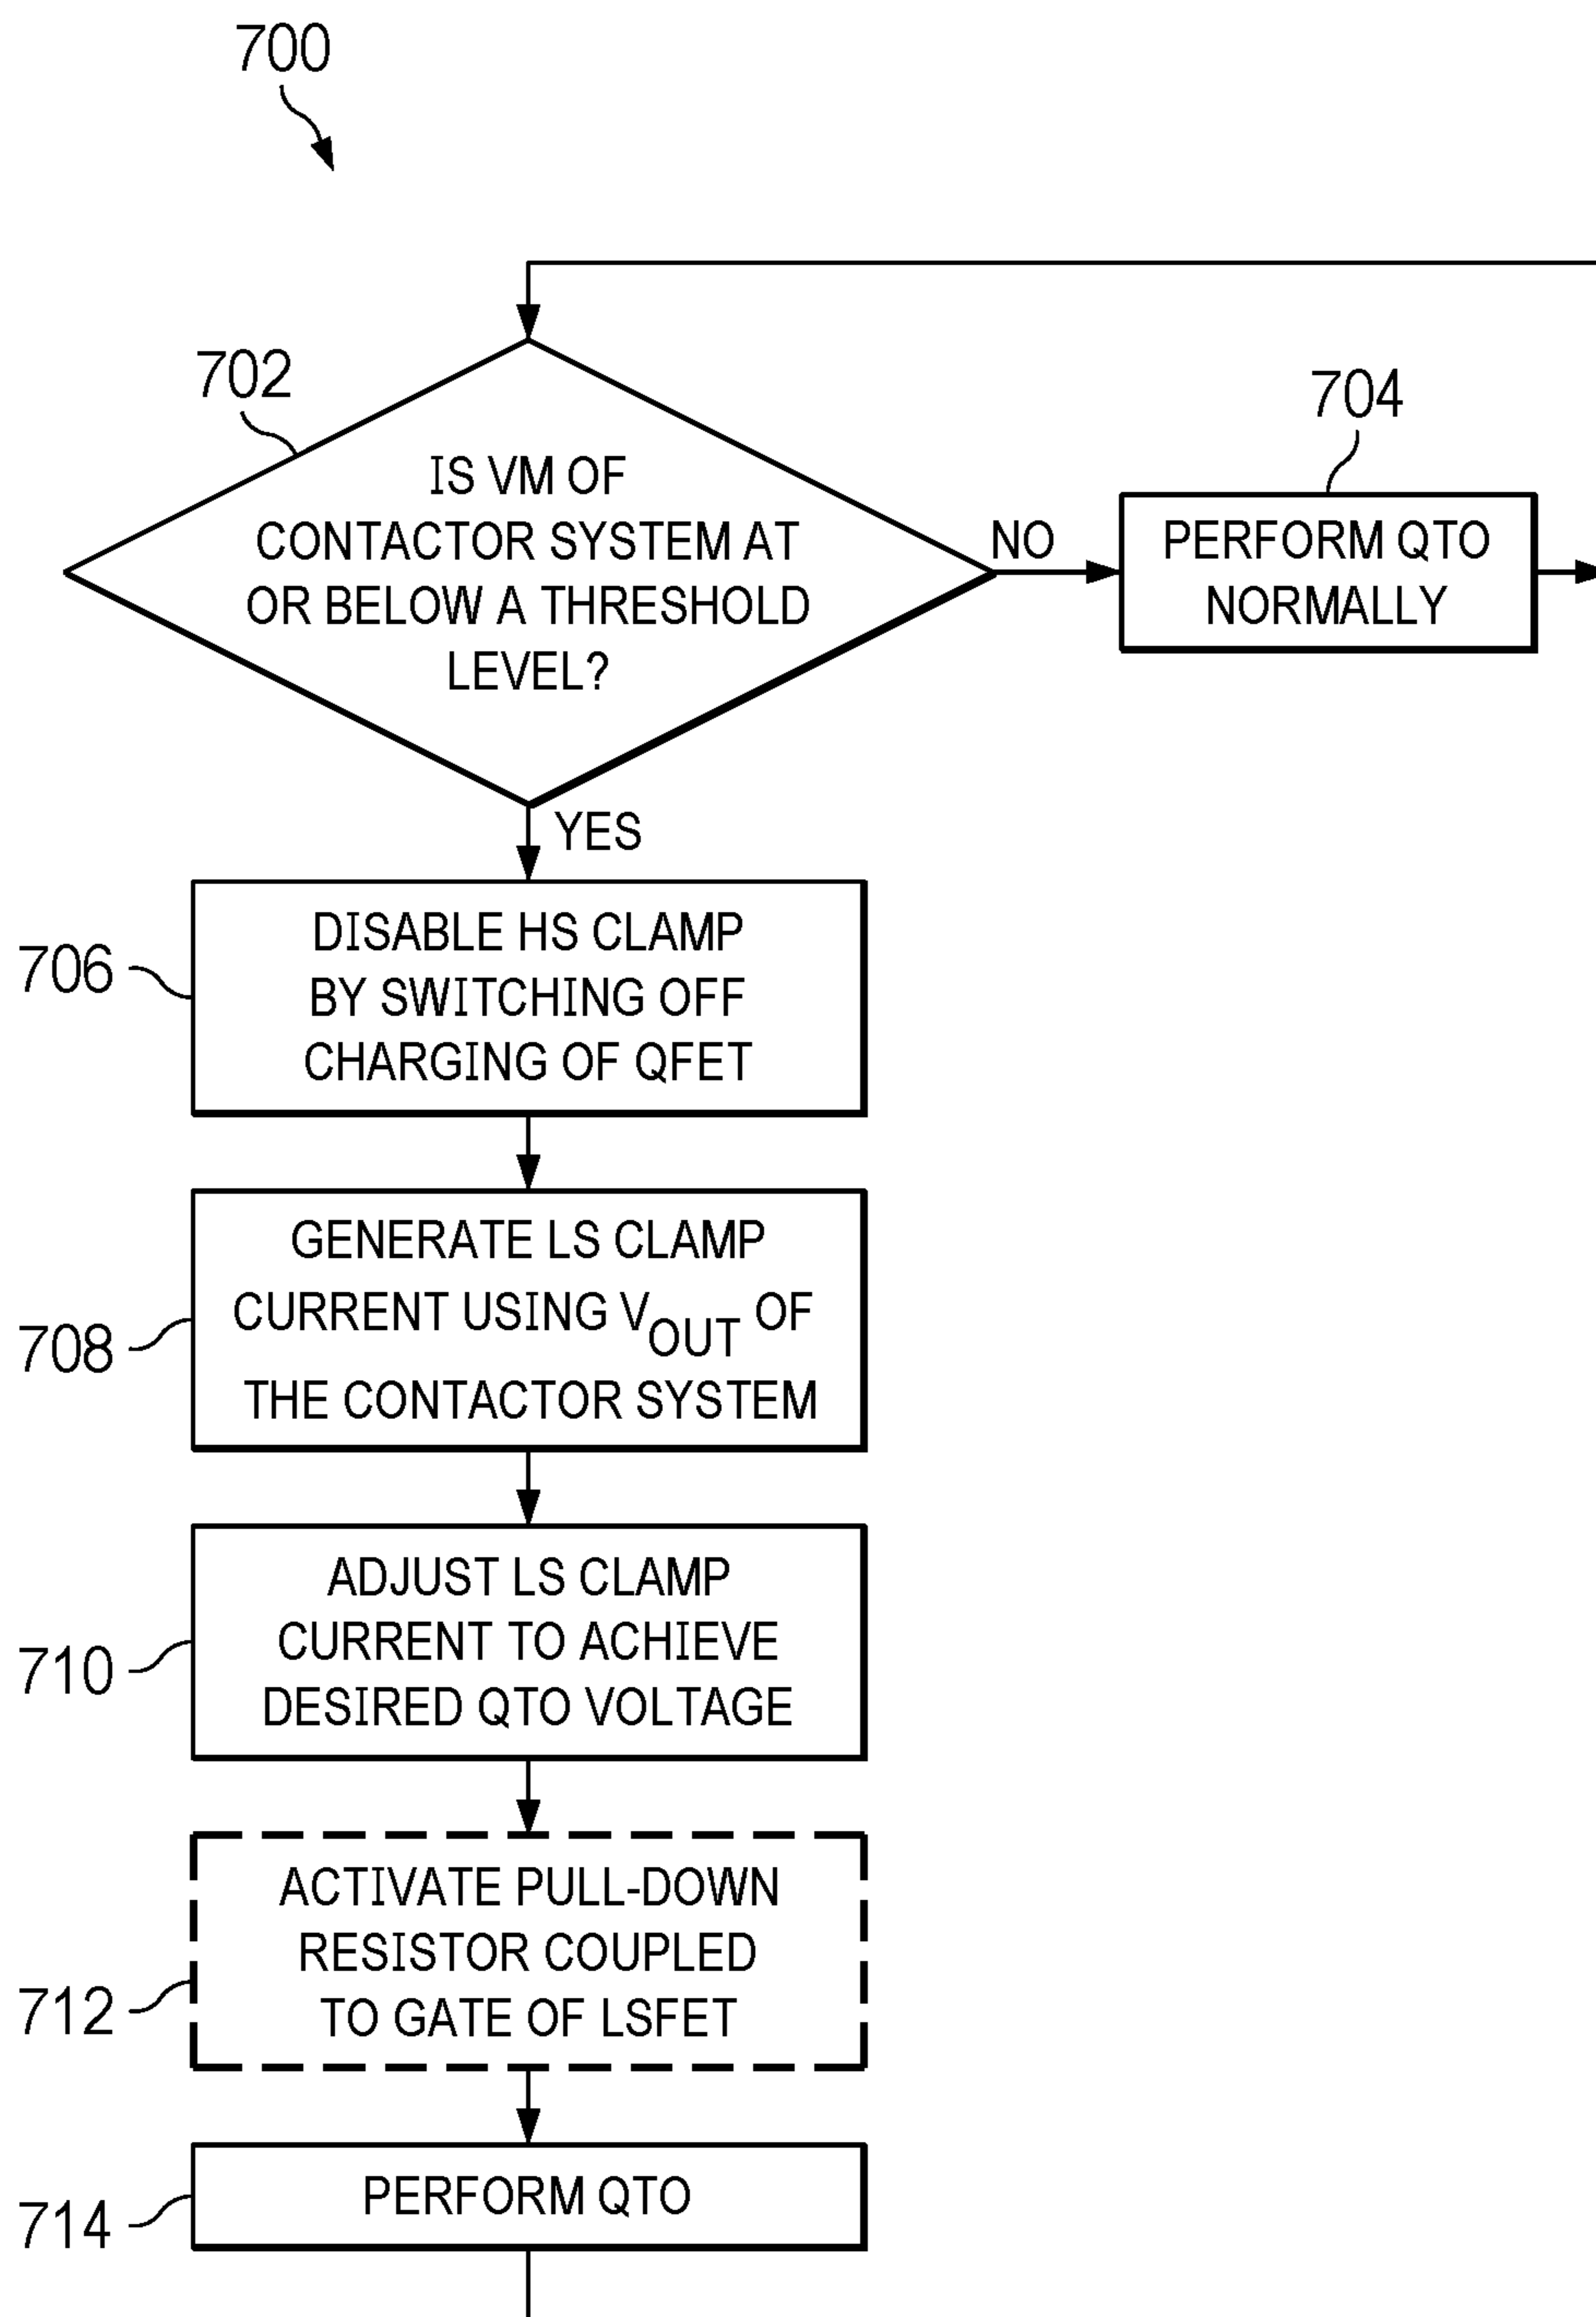 700
702
IS VM OF
CONTACTOR SYSTEM AT
OR BELOW A THRESHOLD
LEVEL?
NO
704
PERFORM QTO
NORMALLY
YES
706
DISABLE HS CLAMP
BY SWITCHING OFF
CHARGING OF QFET
708
GENERATE LS CLAMP
CURRENT USING VOUT OF
THE CONTACTOR SYSTEM
710
ADJUST LS CLAMP
CURRENT TO ACHIEVE
DESIRED QTO VOLTAGE
712
ACTIVATE PULL-DOWN
RESISTOR COUPLED
TO GATE OF LSFET
714
PERFORM QTO